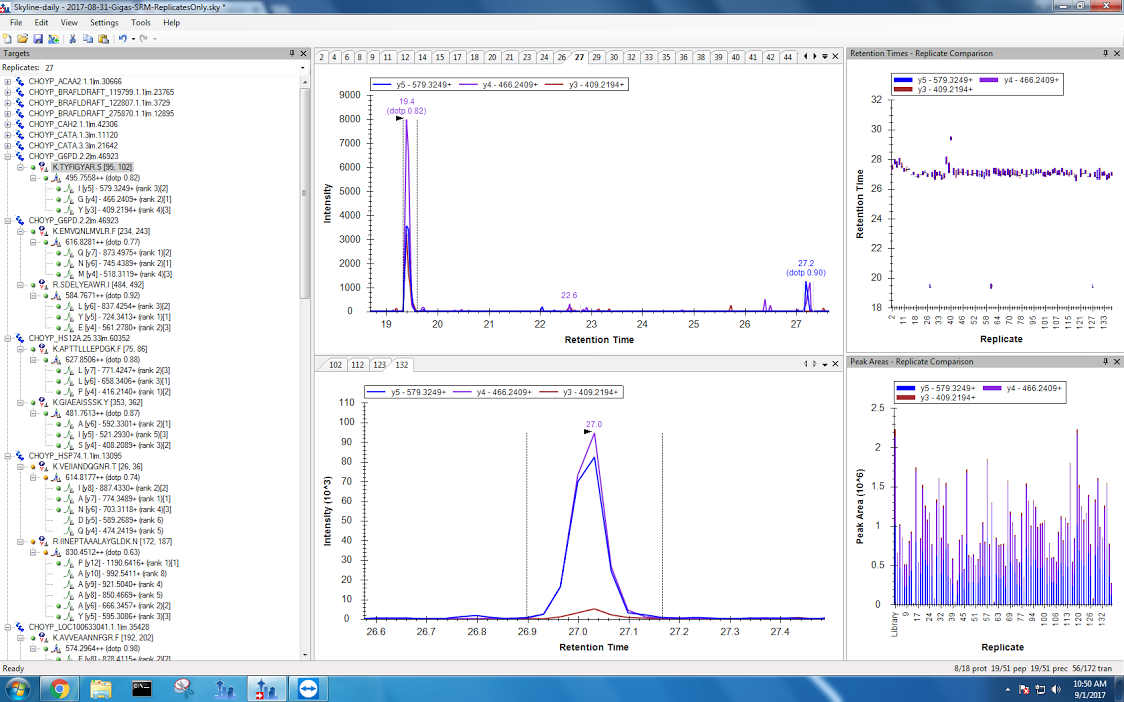 Skyline-daily - 2017-08-31-Gigas-SRM-ReplicatesOnly.sky *
File Edit View Settings Tools Help
Targets
Replicates: 27
CHOYP_ACAA2.1.1|m.30666
CHOYP_BRAFLDRAFT_119799.1.1|m.23765
CHOYP_BRAFLDRAFT_122807.1.1|m.3729
CHOYP_BRAFLDRAFT_275870.1.1|m.12895
CHOYP_CAH2.1.1|m.42306
CHOYP_CATA.1.3|m.11120
CHOYP_CATA.3.3|m.21642
CHOYP_G6PD.2.2|m.46923
K.TYFIGYAR.S [95, 102]
495.7558++ (dotp 0.82)
I [y5] - 579.3249+ (rank 3)[2]
G [y4] - 466.2409+ (rank 2)[1]
Y [y3] - 409.2194+ (rank 4)[3]
CHOYP_G6PD.2.2|m.46923
K.EMVQNLMVLR.F [234, 243]
616.8281++ (dotp 0.77)
Q [y7] - 873.4975+ (rank 1)[2]
N [y6] - 745.4389+ (rank 2)[1]
M [y4] - 518.3119+ (rank 4)[3]
R.SDELYEAWR.I [484, 492]
584.7671++ (dotp 0.92)
L [y6] - 837.4254+ (rank 3)[2]
Y [y5] - 724.3413+ (rank 1)[1]
E [y4] - 561.2780+ (rank 2)[3]
CHOYP_HS12A.25.33|m.60352
K.APTTLLLEPDGK.F [75, 86]
627.8506++ (dotp 0.88)
L [y7] - 771.4247+ (rank 2)[3]
L [y6] - 658.3406+ (rank 3)[1]
P [y4] - 416.2140+ (rank 1)[2]
K.GIAEAISSSK.Y [353, 362]
481.7613++ (dotp 0.87)
A [y6] - 592.3301+ (rank 2)[1]
I [y5] - 521.2930+ (rank 5)[3]
S [y4] - 408.2089+ (rank 3)[2]
CHOYP_HSP74.1.1|m.13095
K.VEIIANDQGNR.T [26, 36]
614.8177++ (dotp 0.72)
I [y8] - 887.4330+ (rank 2)[2]
A [y7] - 774.3489+ (rank 1)[1]
N [y6] - 703.3118+ (rank 4)[3]
D [y5] - 589.2689+ (rank 6)
Q [y4] - 474.2419+ (rank 5)
R.IINEPTAAALAYGLDK.N [172, 187]
830.4512++ (dotp 0.63)
P [y12] - 1190.6416+ (rank 1)[1]
A [y10] - 992.5411+ (rank 8)
A [y9] - 921.5040+ (rank 4)
A [y8] - 850.4669+ (rank 5)
A [y6] - 666.3457+ (rank 2)[2]
Y [y5] - 595.3086+ (rank 7)[3]
CHOYP_LOC100633041.1.1|m.35428
K.AVVEAANNFGR.F [192, 202]
574.2964++ (dotp 0.98)
F [y8] - 878.4115+ (rank 2)[2]
2 4 6 8 9 11 12 14 15 17 18 20 21 23 24 26 27 29 30 32 33 35 36 38 39 41 42 44
y5 - 579.3249+ y4 - 466.2409+ y3 - 409.2194+
9000
8000
7000
6000
5000
4000
3000
2000
1000
0
Intensity
19.4
(dotp 0.82)
22.6
27.2
(dotp 0.90)
19 20 21 22 23 24 25 26 27
Retention Time
102 112 123 132
y5 - 579.3249+ y4 - 466.2409+ y3 - 409.2194+
110
100
90
80
70
60
50
40
30
20
10
0
Intensity (10^3)
27.0
26.6 26.7 26.8 26.9 27.0 27.1 27.2 27.3 27.4
Retention Time
Retention Times - Replicate Comparison
y5 - 579.3249+ y4 - 466.2409+
y3 - 409.2194+
32
30
28
26
24
22
20
18
Retention Time
2 11 18 26 33 40 46 52 58 64 70 78 89 95 101 108 115 121 127 133
Replicate
Peak Areas - Replicate Comparison
y5 - 579.3249+ y4 - 466.2409+
y3 - 409.2194+
2.5
2
1.5
1
0.5
0
Peak Area (10^6)
Library 9 17 24 32 39 45 51 57 63 69 77 94 100 106 113 120 126 132
Replicate
Ready
8/18 prot 19/51 pep 19/51 prec 56/172 tran
10:50 AM
9/1/2017